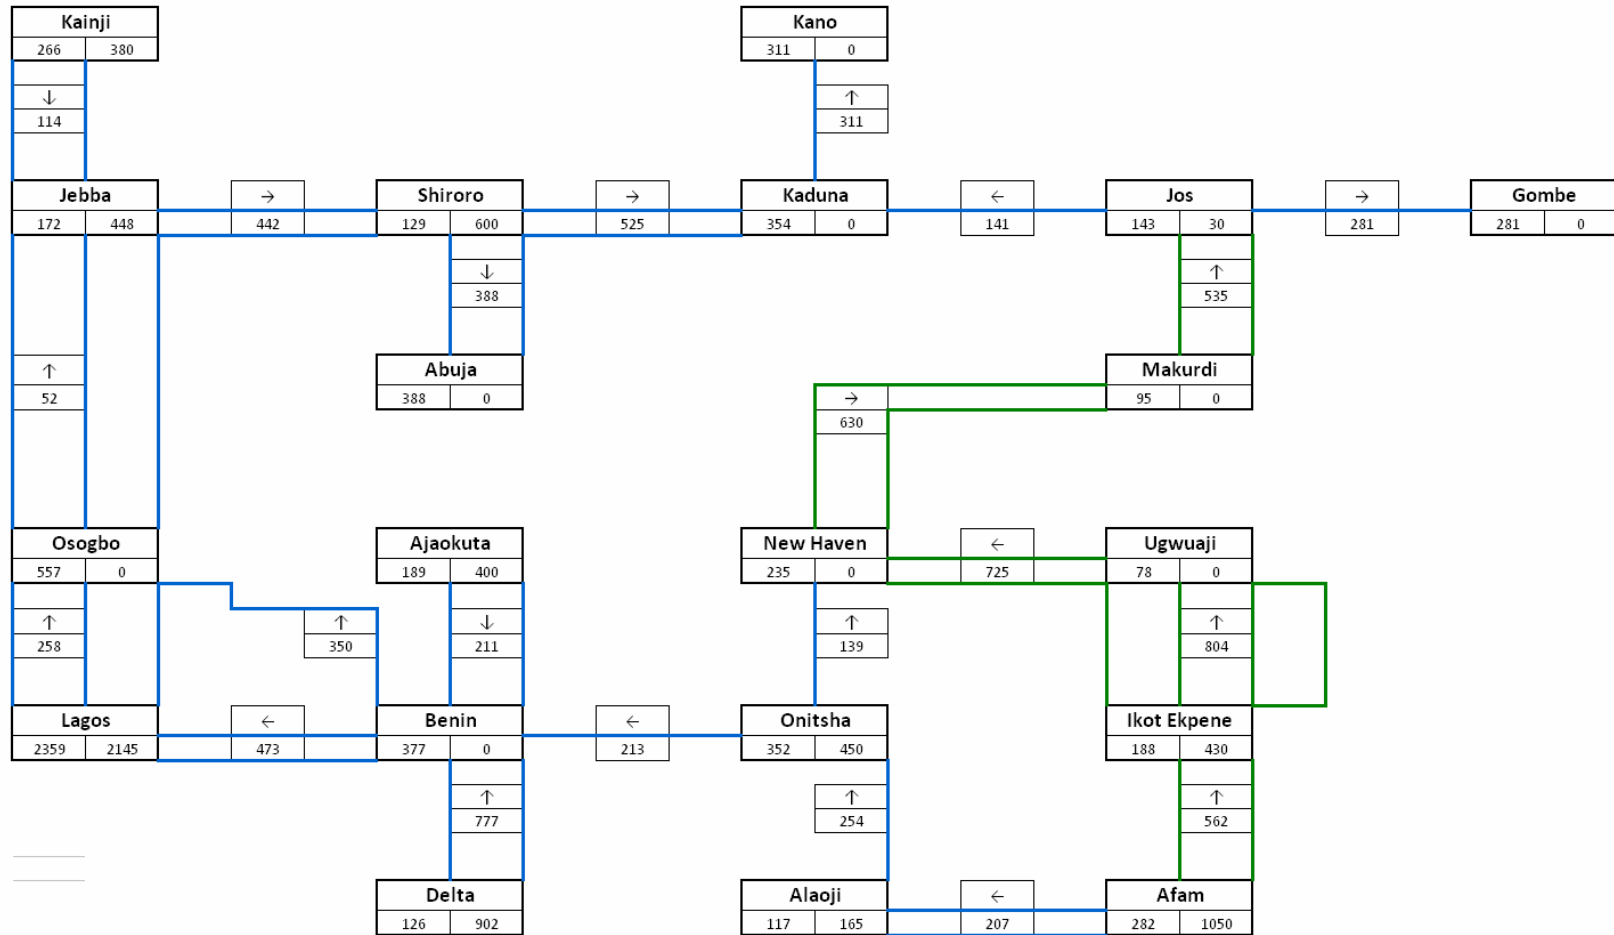 Kainji Kano
266 380 311 0
↓ ↑
114 311
Jebba → Shiroro → Kaduna ← Jos → Gombe
172 448 442 129 600 525 354 0 141 143 30 281 281 0
↓ ↑
388 535
↑ Abuja Makurdi
52 388 0 → 95 0
630
Osogbo Ajaokuta New Haven ← Ugwuaji
557 0 189 400 235 0 725 78 0
↑ ↑ ↓ ↑ ↑
258 350 211 139 804
Lagos ← Benin ← Onitsha Ikot Ekpene
2359 2145 473 377 0 213 352 450 188 430
↑ ↑ ↑
777 254 562
Delta Alaoji ← Afam
126 902 117 165 207 282 1050